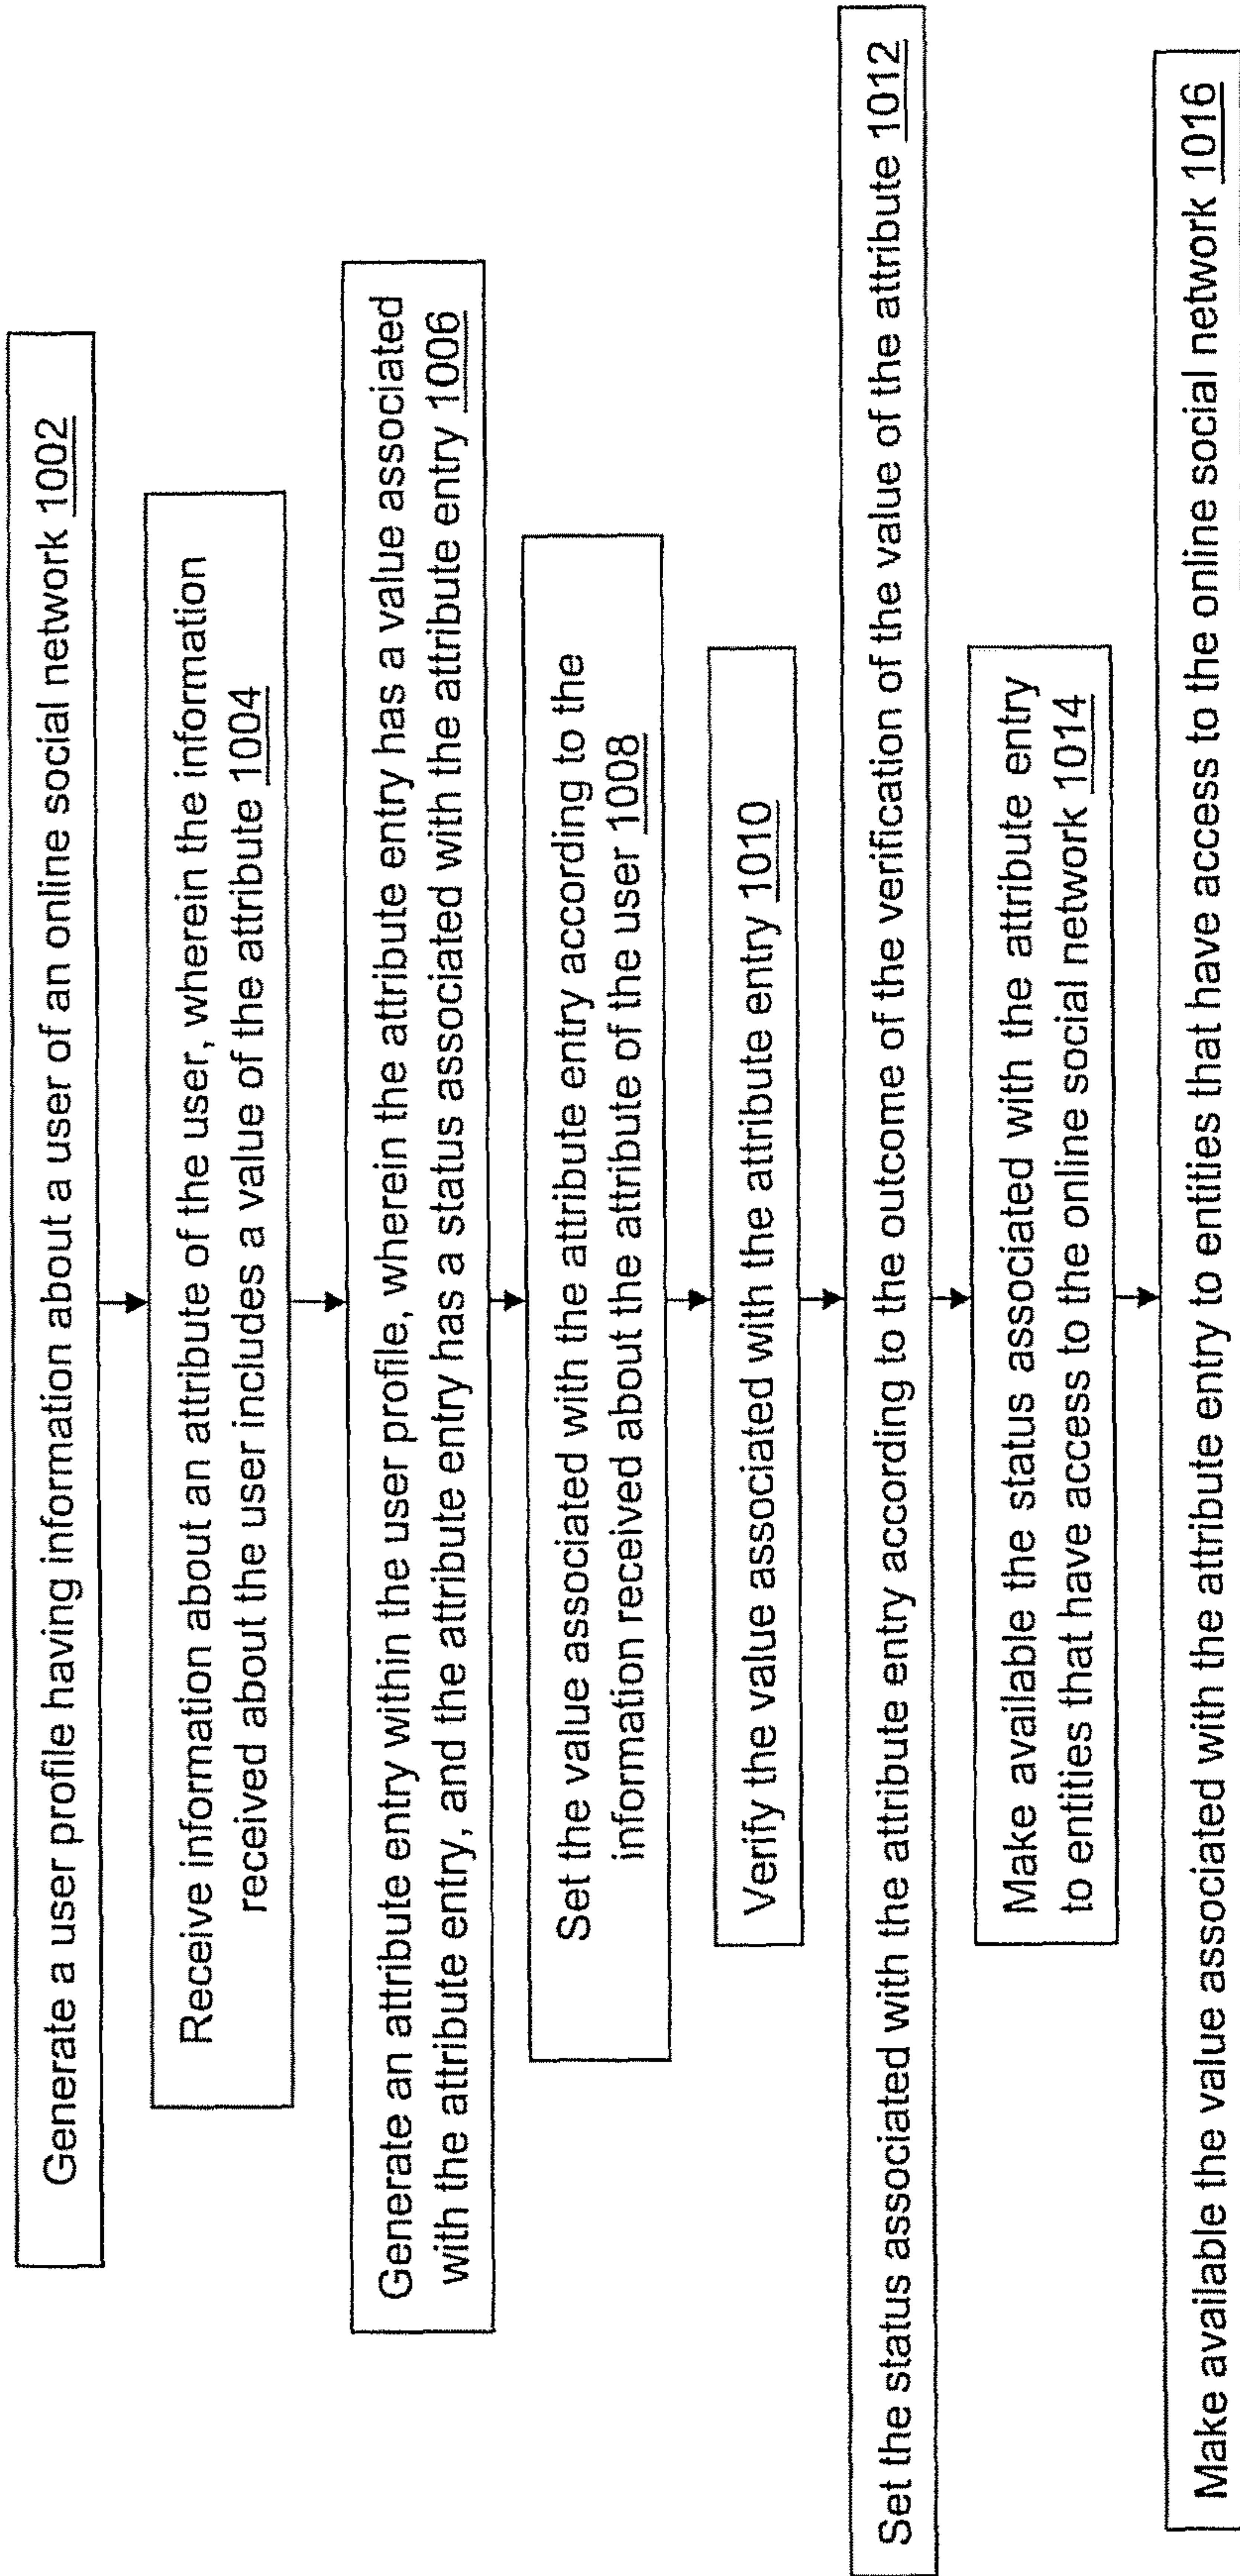 Generate a user profile having information about a user of an online social network 1002
Receive information about an attribute of the user, wherein the information
received about the user includes a value of the attribute 1004
Generate an attribute entry within the user profile, wherein the attribute entry has a value associated
with the attribute entry, and the attribute entry has a status associated with the attribute entry 1006
Set the value associated with the attribute entry according to the
information received about the attribute of the user 1008
Verify the value associated with the attribute entry 1010
Set the status associated with the attribute entry according to the outcome of the verification of the value of the attribute 1012
Make available the status associated with the attribute entry
to entities that have access to the online social network 1014
Make available the value associated with the attribute entry to entities that have access to the online social network 1016